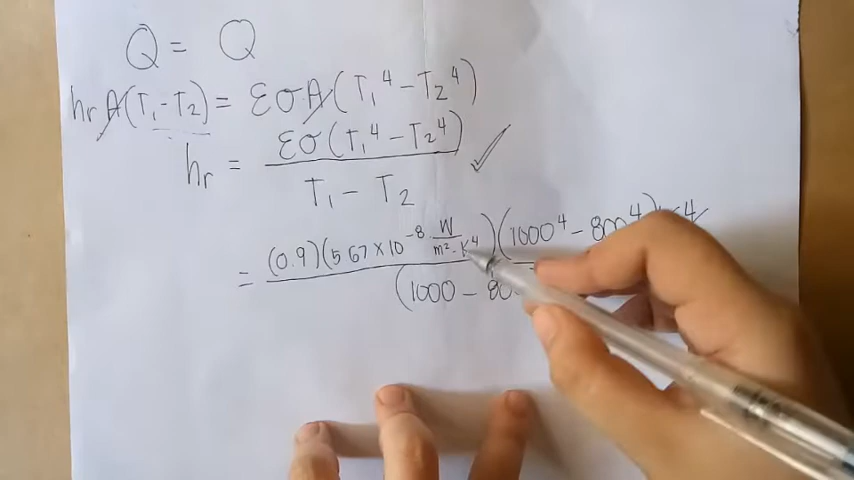 Q = Q
hr A(T₁-T₂) = εσA(T₁⁴-T₂⁴)
hr = εσ(T₁⁴-T₂⁴)
T₁ - T₂
= (0.9)(5.67×10⁻⁸ W/m²·K⁴)(1000⁴-800⁴)K⁴
(1000 - 80